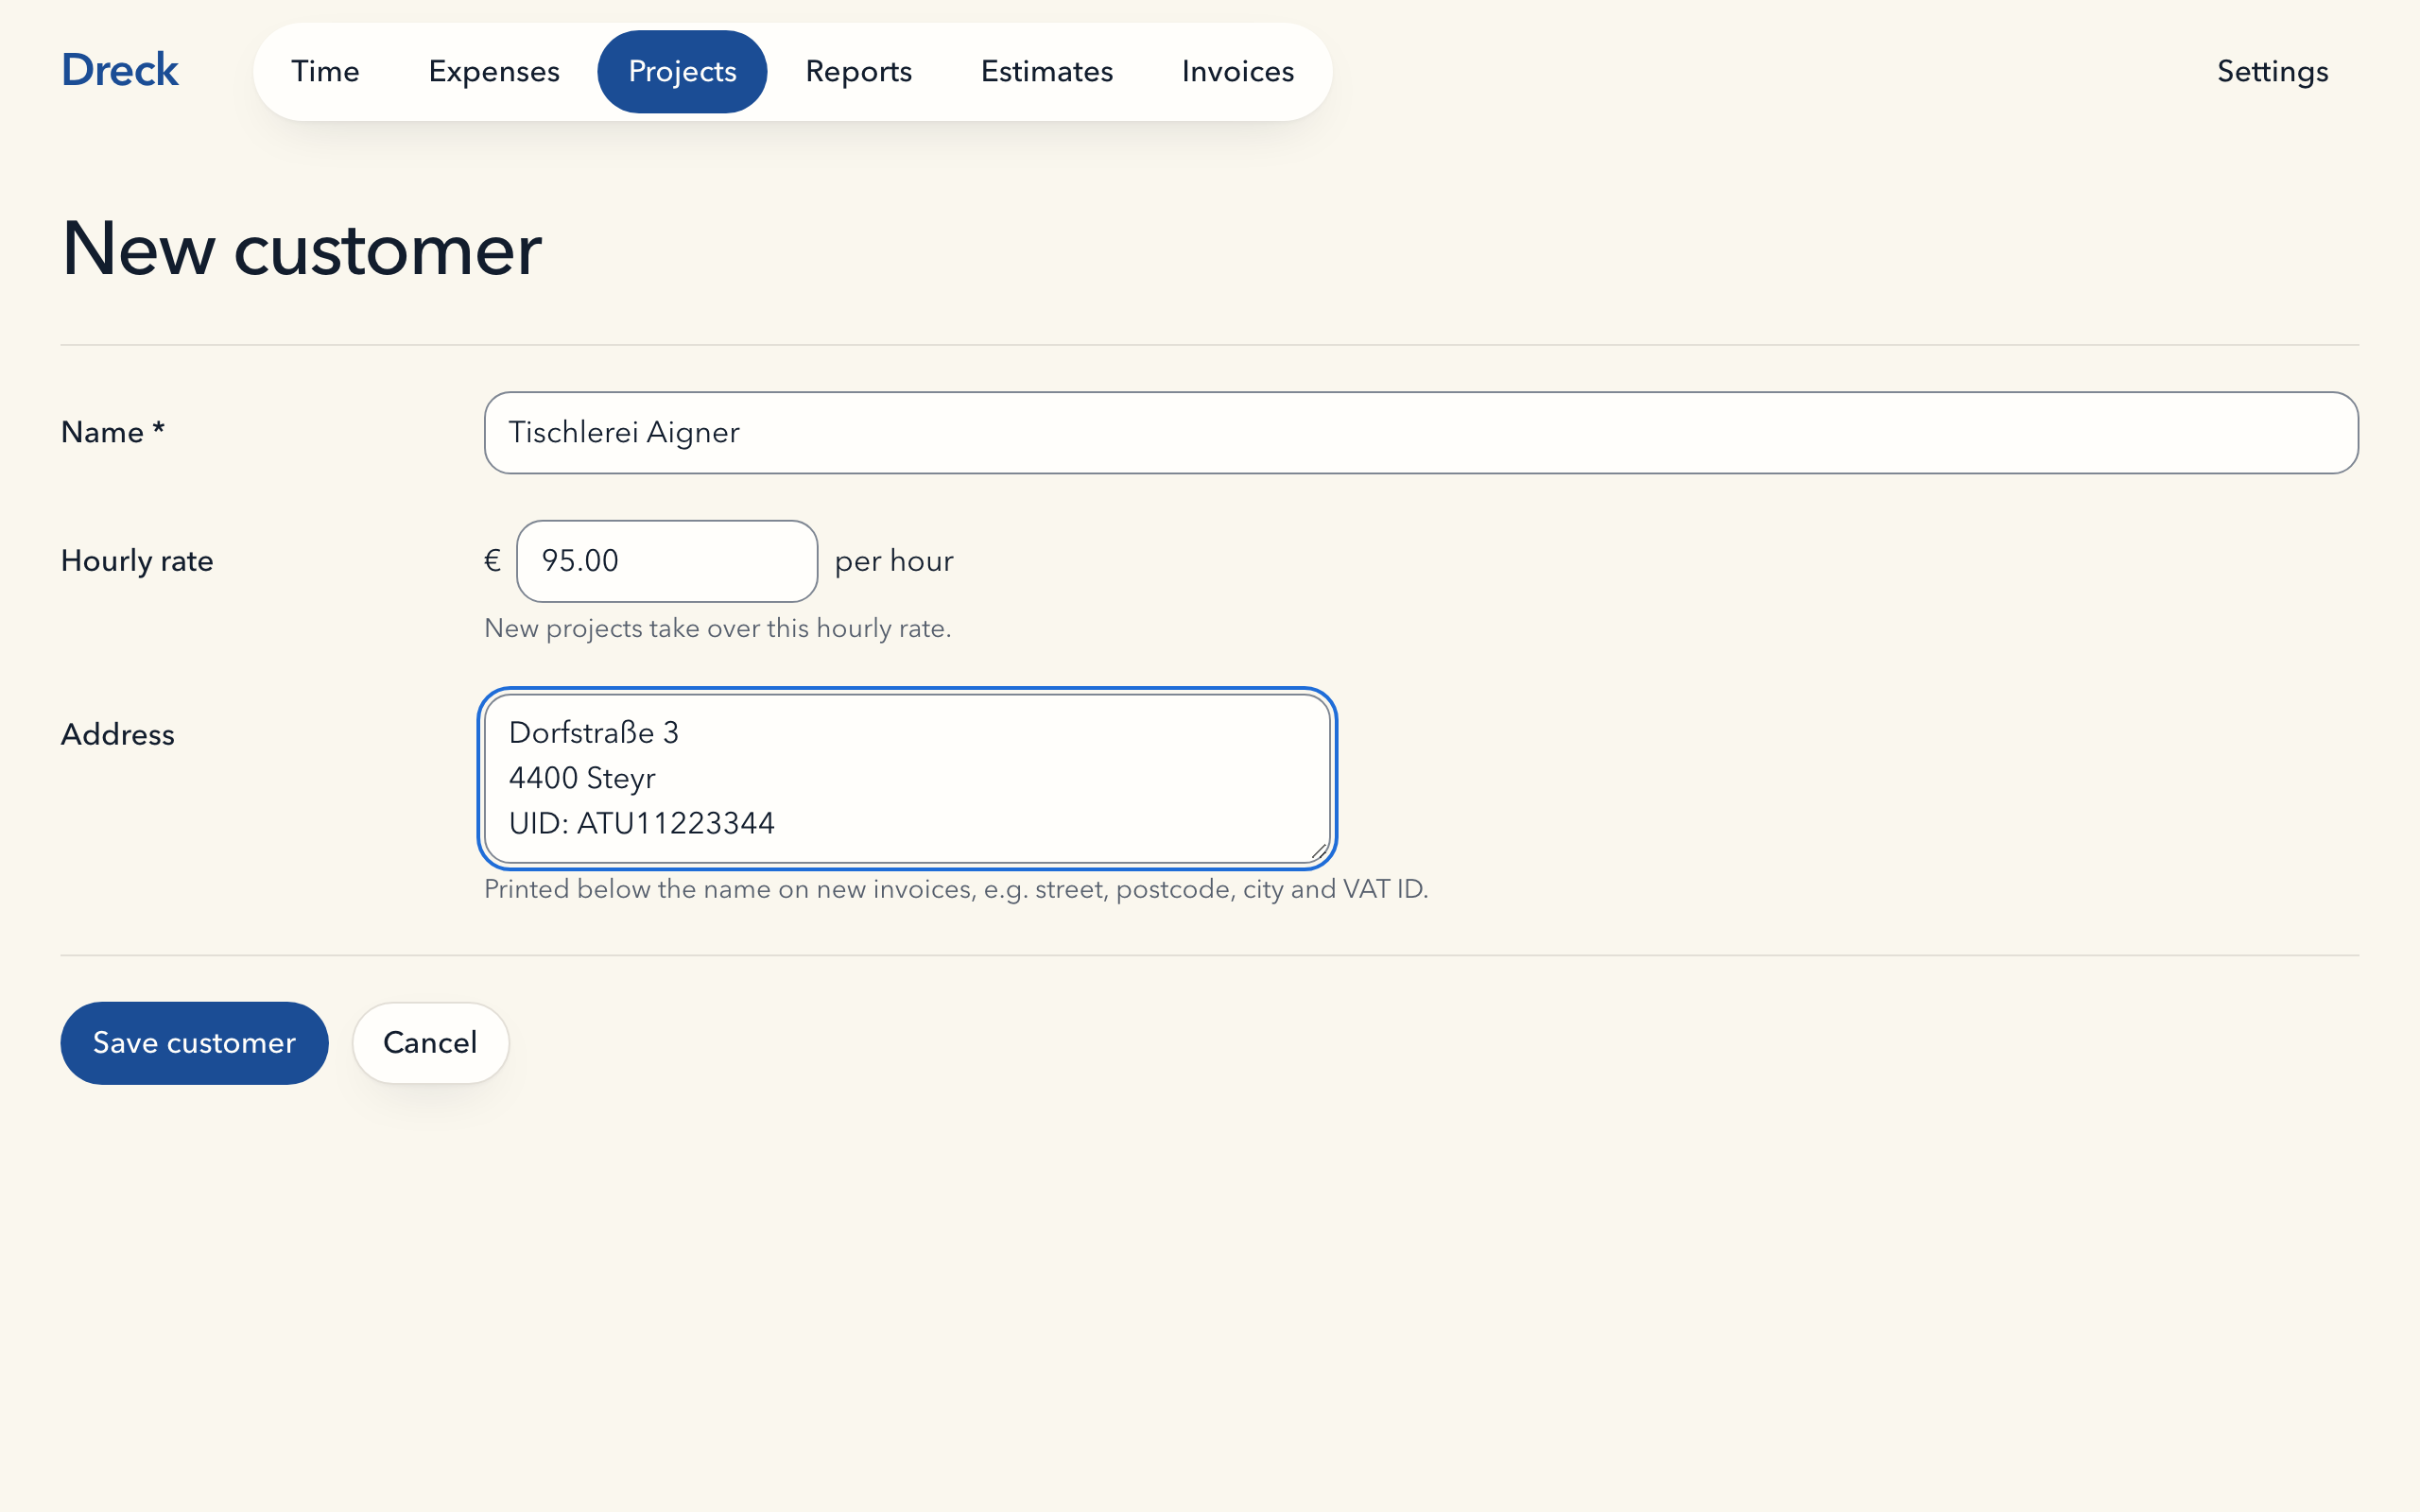 Dreck
Time Expenses Projects Reports Estimates Invoices
Settings
New customer
Name *
Tischlerei Aigner
Hourly rate
€ 95.00 per hour
New projects take over this hourly rate.
Address
Dorfstraße 3
4400 Steyr
UID: ATU11223344
Printed below the name on new invoices, e.g. street, postcode, city and VAT ID.
Save customer Cancel